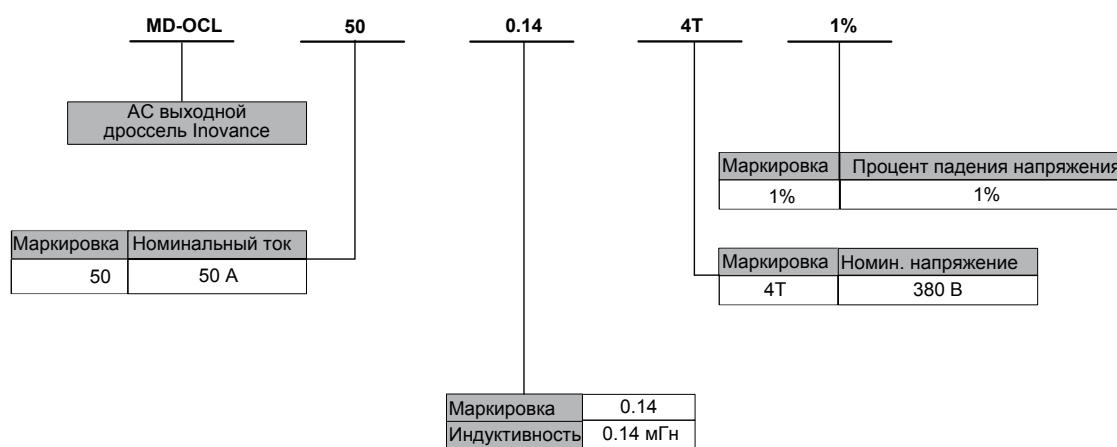 MD-OCL 50 0.14 4T 1%
АС выходной
дроссель Inovance
Маркировка Процент падения напряжения
1% 1%
Маркировка Номинальный ток
50 50 А
Маркировка Номин. напряжение
4T 380 В
Маркировка 0.14
Индуктивность 0.14 мГн